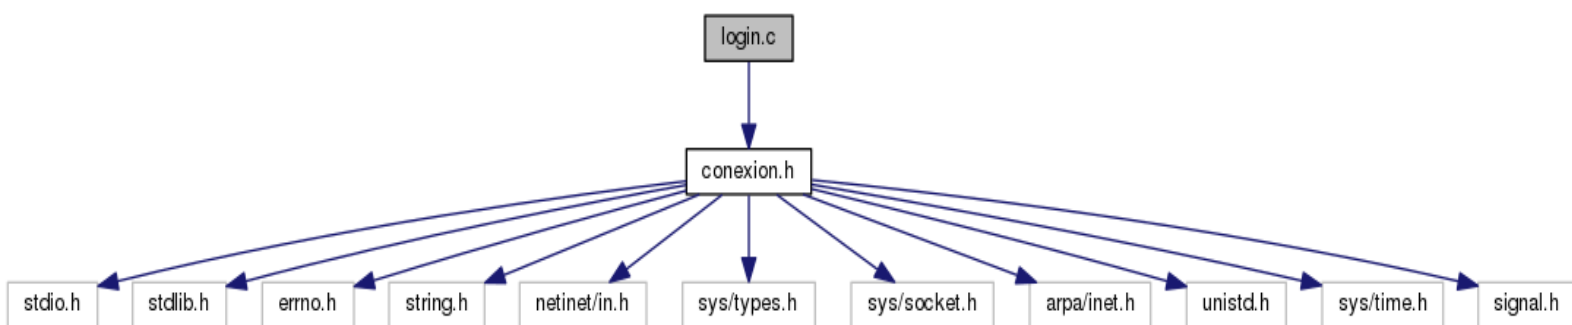 login.c
conexion.h
stdio.h
stdlib.h
errno.h
string.h
netinet/in.h
sys/types.h
sys/socket.h
arpa/inet.h
unistd.h
sys/time.h
signal.h